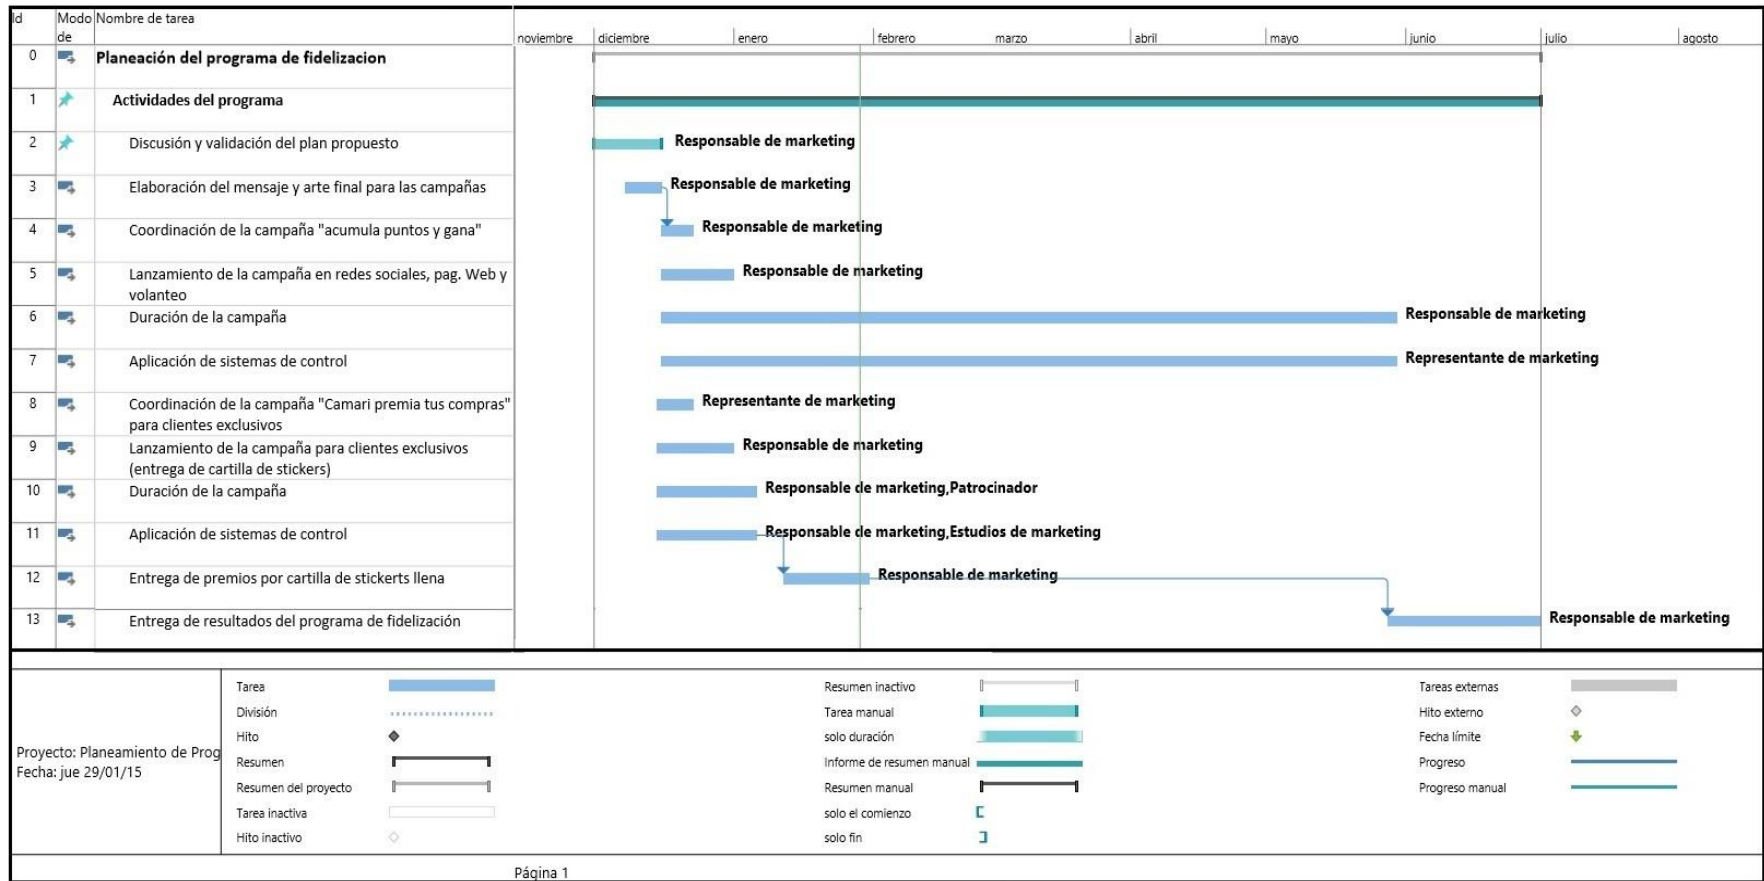 Id Modo de Nombre de tarea
noviembre diciembre enero febrero marzo abril mayo junio julio agosto
0 Planeación del programa de fidelizacion
1 Actividades del programa
2 Discusión y validación del plan propuesto Responsable de marketing
3 Elaboración del mensaje y arte final para las campañas Responsable de marketing
4 Coordinación de la campaña "acumula puntos y gana" Responsable de marketing
5 Lanzamiento de la campaña en redes sociales, pag. Web y Responsable de marketing
volanteo
6 Duración de la campaña Responsable de marketing
7 Aplicación de sistemas de control Representante de marketing
8 Coordinación de la campaña "Camari premia tus compras" Representante de marketing
para clientes exclusivos
9 Lanzamiento de la campaña para clientes exclusivos Responsable de marketing
(entrega de cartilla de stickers)
10 Duración de la campaña Responsable de marketing,Patrocinador
11 Aplicación de sistemas de control Responsable de marketing,Estudios de marketing
12 Entrega de premios por cartilla de stickerts llena Responsable de marketing
13 Entrega de resultados del programa de fidelización Responsable de marketing
Proyecto: Planeamiento de Prog
Fecha: jue 29/01/15
Tarea
División
Hito
Resumen
Resumen del proyecto
Tarea inactiva
Hito inactivo
Resumen inactivo
Tarea manual
solo duración
Informe de resumen manual
Resumen manual
solo el comienzo
solo fin
Tareas externas
Hito externo
Fecha límite
Progreso
Progreso manual
Página 1